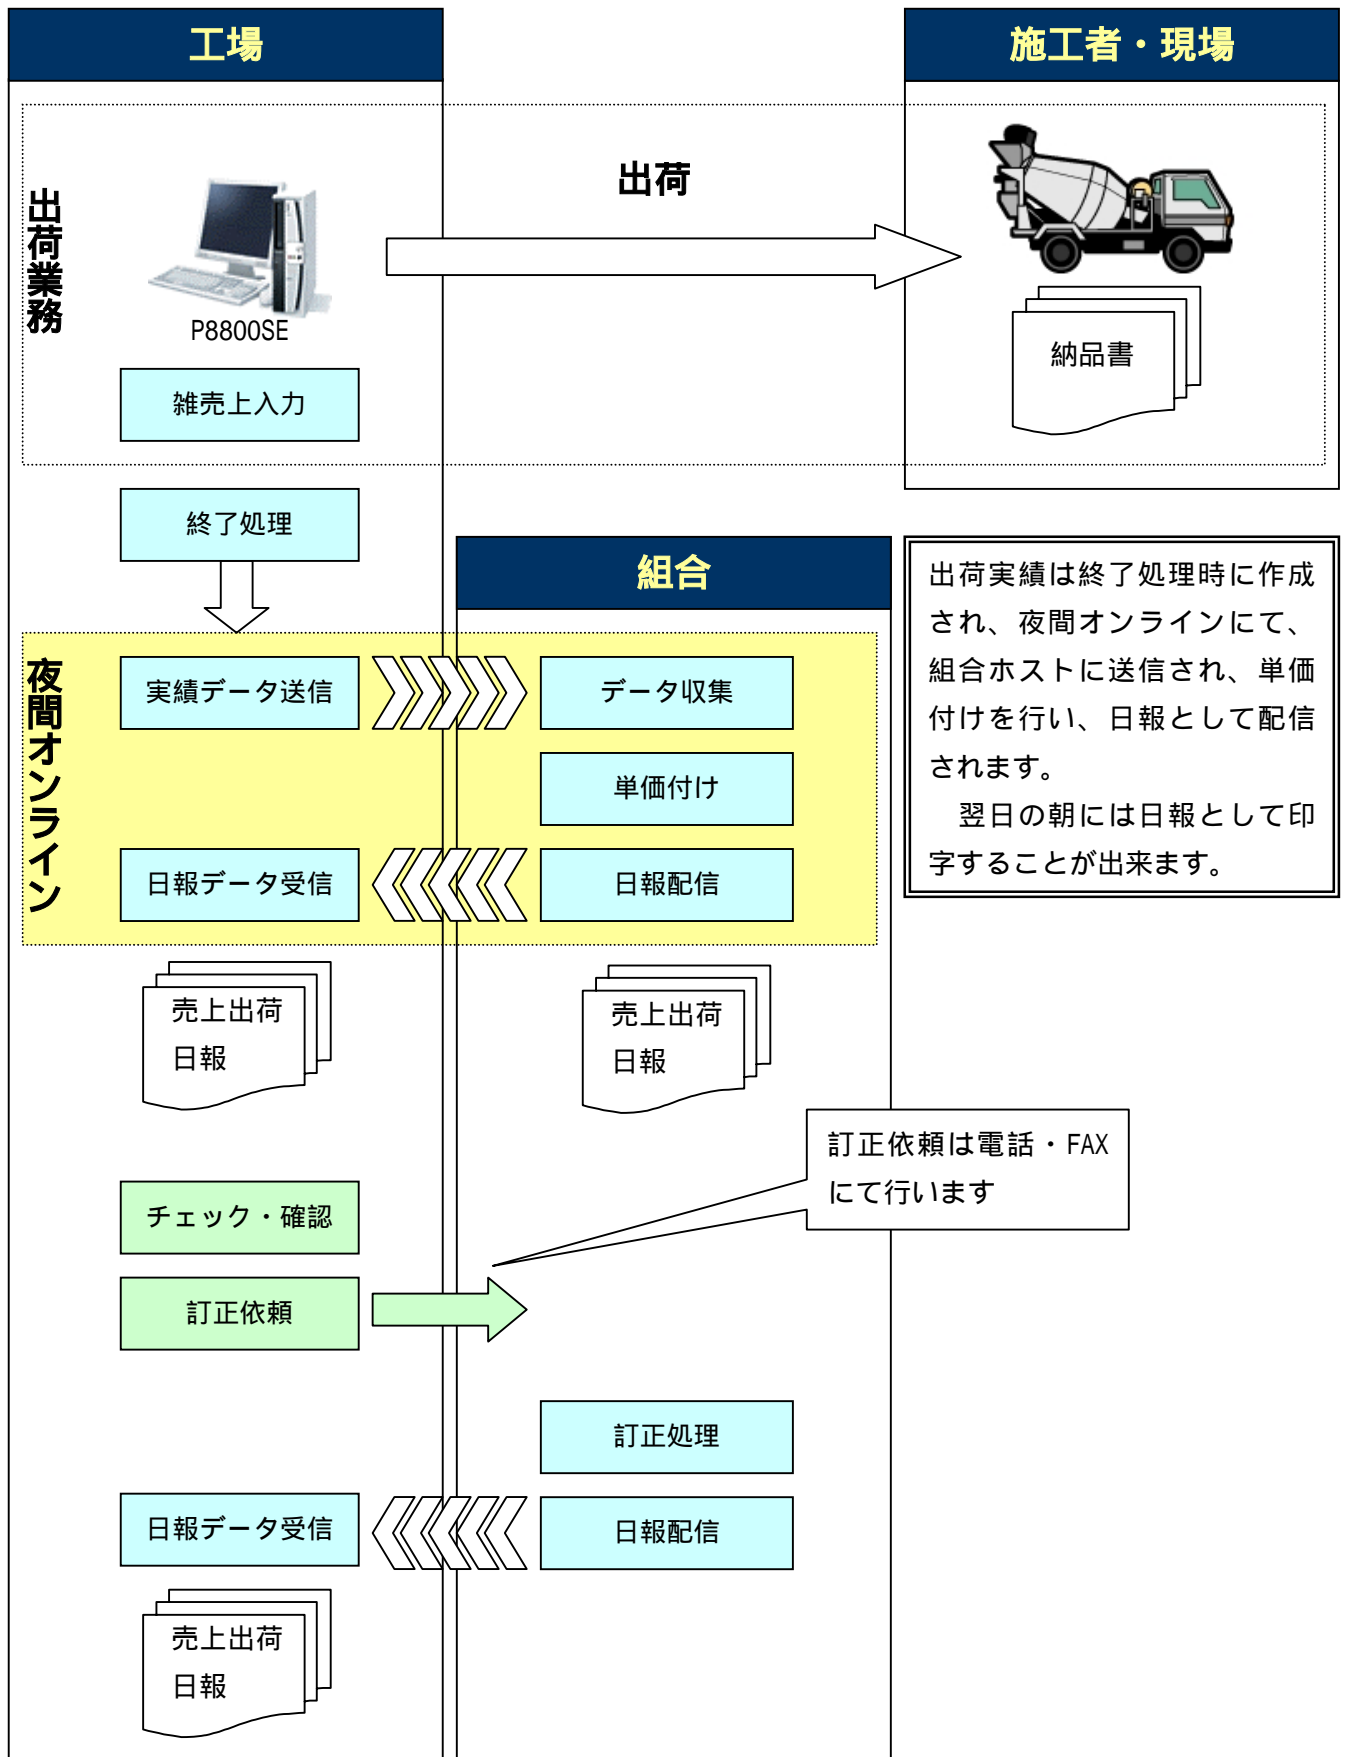 工場
施工者・現場
出荷業務
出荷
P8800SE
納品書
雑売上入力
終了処理
組合
出荷実績は終了処理時に作成
され、夜間オンラインにて、
組合ホストに送信され、単価
付けを行い、日報として配信
されます。
翌日の朝には日報として印
字することが出来ます。
夜間オンライン
実績データ送信
データ収集
単価付け
日報データ受信
日報配信
売上出荷
日報
売上出荷
日報
訂正依頼は電話・FAX
にて行います
チェック・確認
訂正依頼
訂正処理
日報データ受信
日報配信
売上出荷
日報